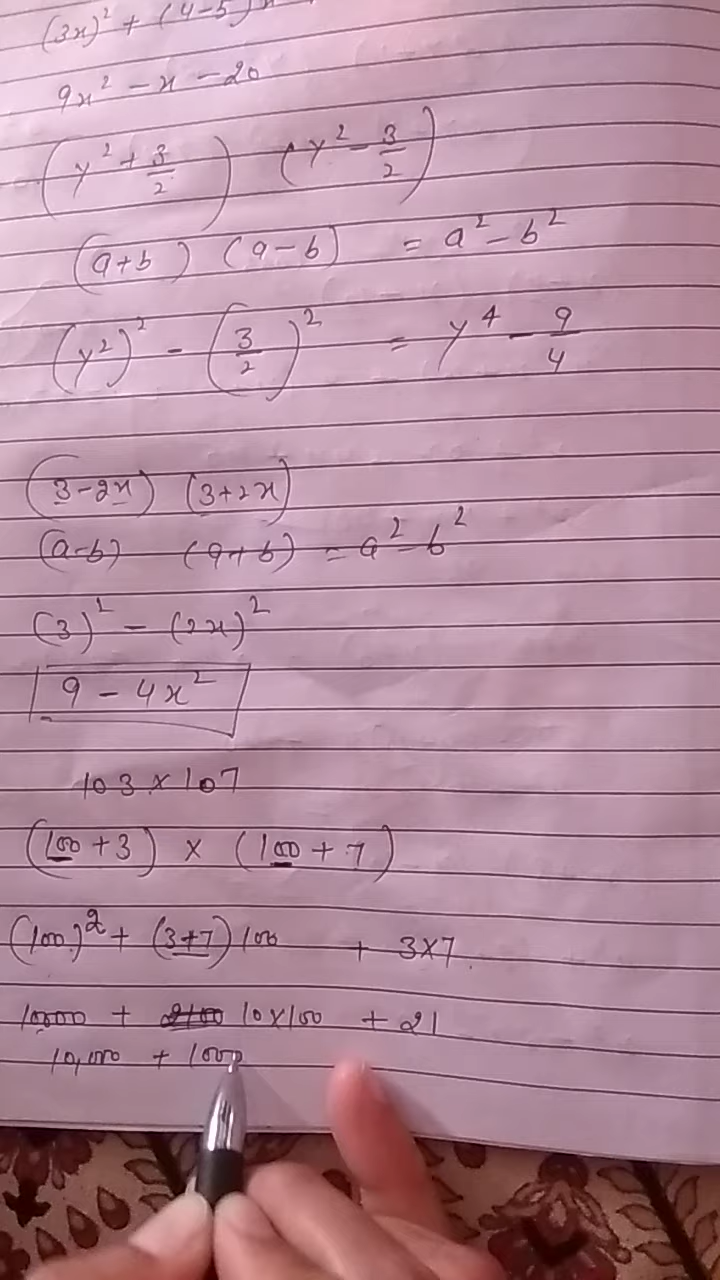 (3x)² + (4-5)x
9x² - x - 20
(y² + 3/2) (y² - 3/2)
(a+b) (a-b) = a² - b²
(y²)² - (3/2)² = y⁴ - 9/4
(3-2x) (3+2x)
(a-b) (a+b) = a² - b²
(3)² - (2x)²
9 - 4x²
103 x 107
(100 + 3) x (100 + 7)
(100)² + (3+7) 100 + 3x7
10000 + 10x100 + 21
10,000 + 1000